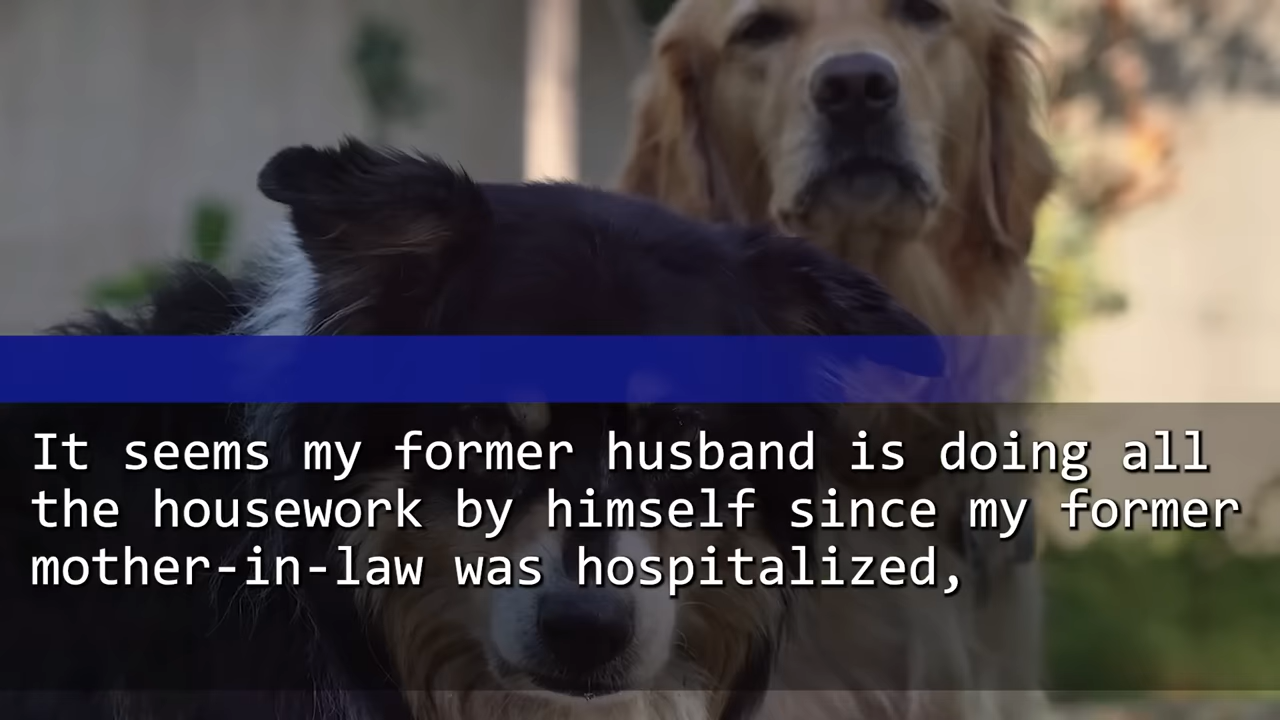 It seems my former husband is doing all
the housework by himself since my former
mother-in-law was hospitalized,